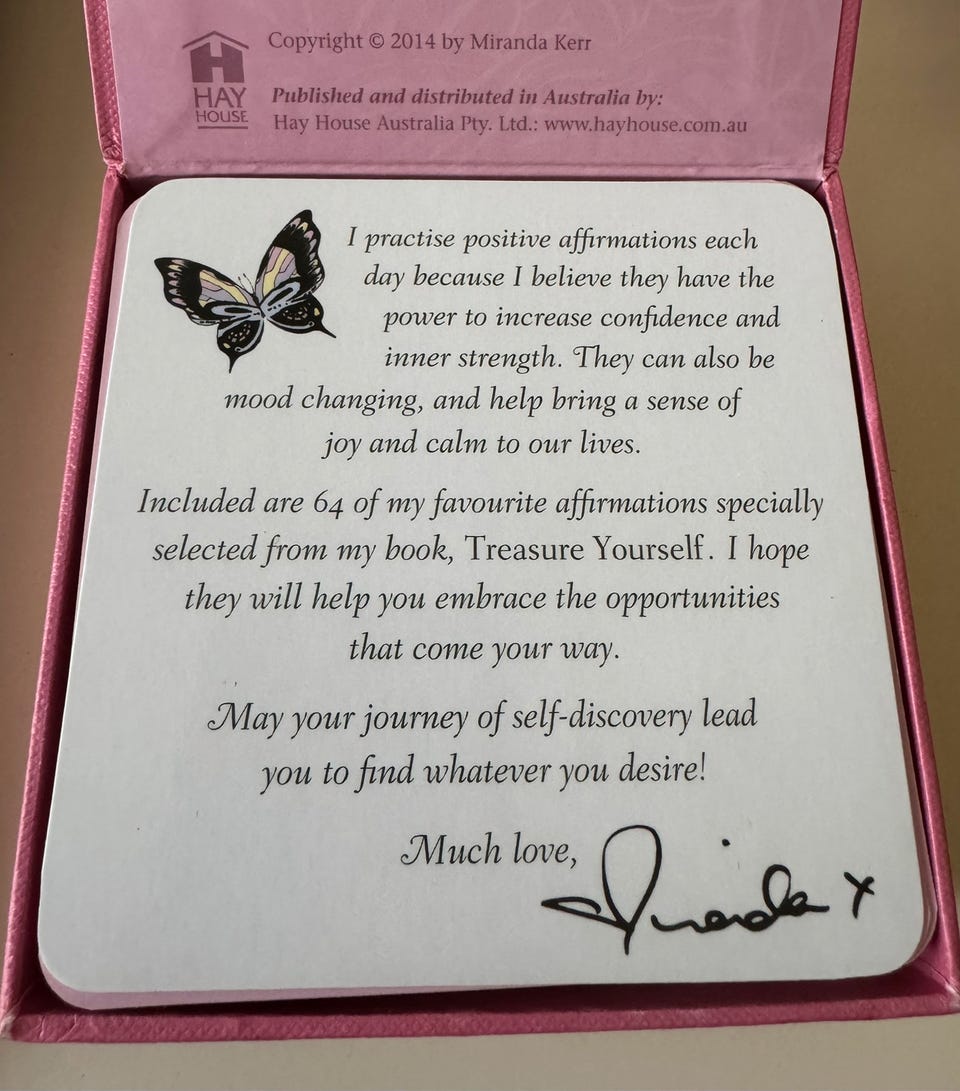 HAY
HOUSE
Copyright © 2014 by Miranda Kerr
Published and distributed in Australia by:
Hay House Australia Pty. Ltd.: www.hayhouse.com.au
I practise positive affirmations each
day because I believe they have the
power to increase confidence and
inner strength. They can also be
mood changing, and help bring a sense of
joy and calm to our lives.
Included are 64 of my favourite affirmations specially
selected from my book, Treasure Yourself. I hope
they will help you embrace the opportunities
that come your way.
May your journey of self-discovery lead
you to find whatever you desire!
Much love,
Miranda x